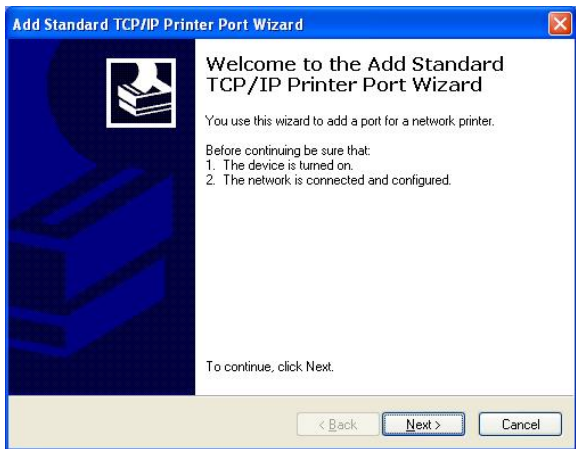 Add Standard TCP/IP Printer Port Wizard
Welcome to the Add Standard
TCP/IP Printer Port Wizard
You use this wizard to add a port for a network printer.
Before continuing be sure that:
1. The device is turned on.
2. The network is connected and configured.
To continue, click Next.
< Back Next > Cancel